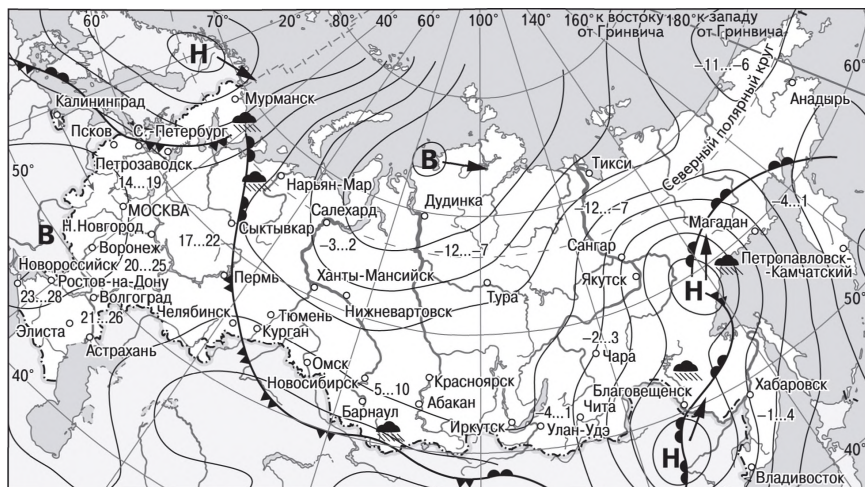 60° 70° 20° 80° 40° 100° 140° 160° к востоку 180° к западу
от Гринвича от Гринвича
60°
−11...−6
Н
Северный полярный круг
Мурманск
Калининград
Анадырь
Псков С.-Петербург
В
Тикси
50°
Петрозаводск
Нарьян-Мар
14...19
Дудинка
−12...−7
−4...1
МОСКВА
Салехард
Магадан
В
Н.Новгород
17...22
Сыктывкар
−3...2
−12...−7
Сангар
50°
Воронеж
Петропавловск-
-Камчатский
Новороссийск 20...25
Пермь
Ханты-Мансийск
Якутск
Ростов-на-Дону
Н
23...28
Волгоград
Тура
21...26
Челябинск
Тюмень
Нижневартовск
Элиста
Курган
−2...3
Астрахань
Чара
Омск
40°
Новосибирск
5...10
Красноярск
Благовещенск
Хабаровск
Барнаул
Абакан
−4...1
Чита
−1...4
Иркутск
Улан-Удэ
40°
Н
Владивосток